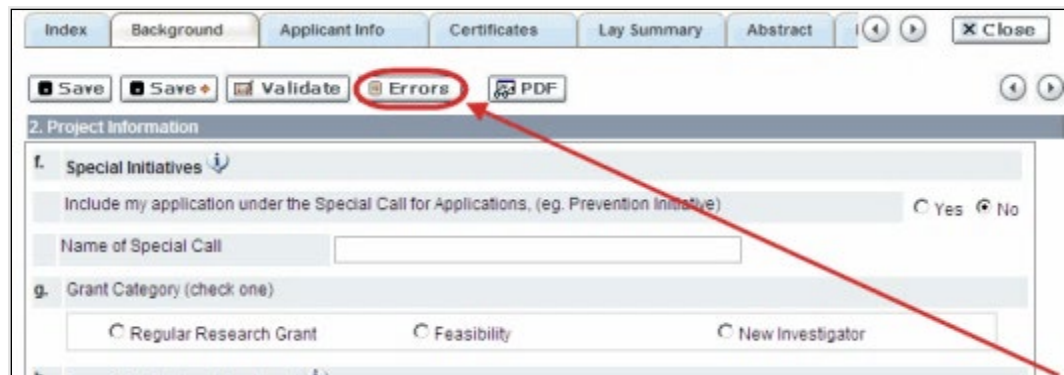 Index Background Applicant Info Certificates Lay Summary Abstract Close
Save Save Validate Errors PDF
2. Project Information
f. Special Initiatives
Include my application under the Special Call for Applications, (eg. Prevention Initiative) Yes No
Name of Special Call
g. Grant Category (check one)
Regular Research Grant Feasibility New Investigator